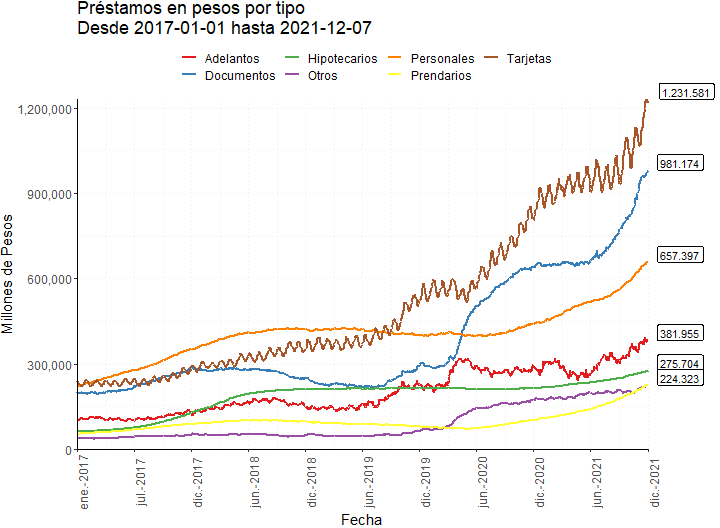 Préstamos en pesos por tipo
Desde 2017-01-01 hasta 2021-12-07
Adelantos Hipotecarios Personales Tarjetas
Documentos Otros Prendarios
1.231.581
1,200,000
981.174
900,000
657.397
600,000
381.955
300,000
275.704
224.323
0
Millones de Pesos
ene.-2017
jul.-2017
dic.-2017
jun.-2018
dic.-2018
jun.-2019
dic.-2019
jun.-2020
dic.-2020
jun.-2021
dic.-2021
Fecha